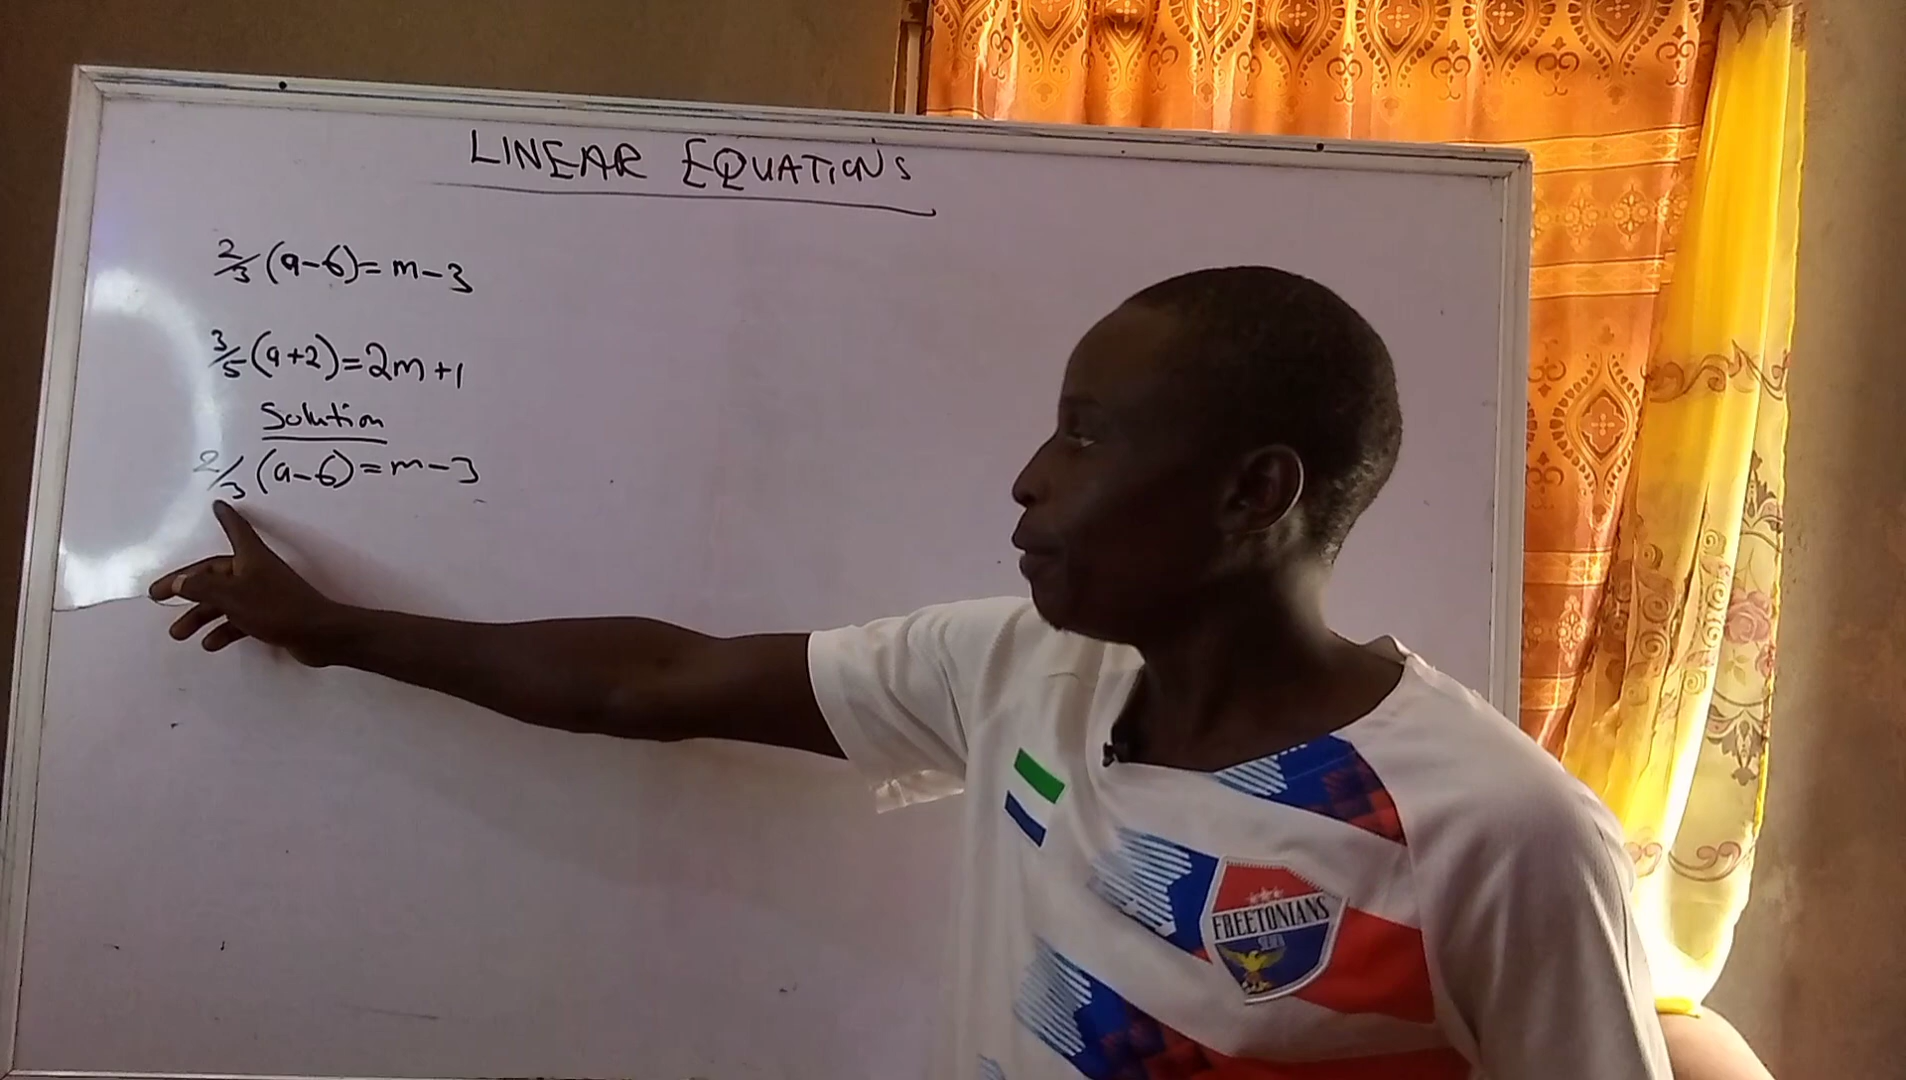 LINEAR EQUATIONS
2/3 (a-6) = m-3
3/5 (a+2) = 2m+1
Solution
2/3 (a-6) = m-3
FREETONIANS